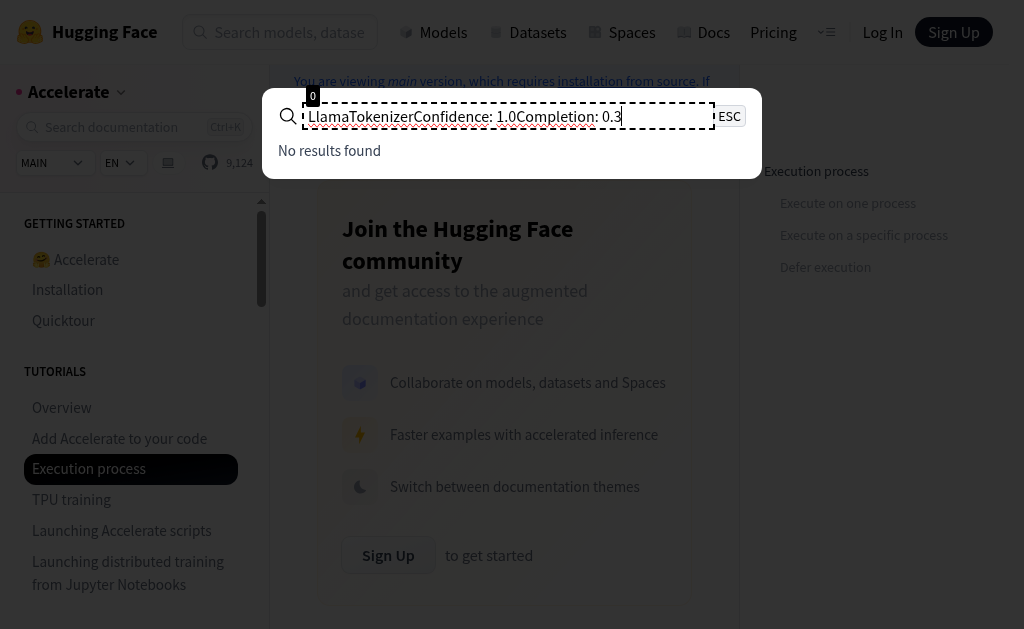 Hugging Face
Search models, datase
Models
Datasets
Spaces
Docs
Pricing
Log In
Sign Up
You are viewing main version, which requires installation from source. If
Accelerate
Search documentation
Ctrl+K
MAIN
EN
9,124
0
LlamaTokenizerConfidence: 1.0Completion: 0.3
ESC
No results found
GETTING STARTED
🤗 Accelerate
Installation
Quicktour
TUTORIALS
Overview
Add Accelerate to your code
Execution process
TPU training
Launching Accelerate scripts
Launching distributed training
from Jupyter Notebooks
Join the Hugging Face
community
and get access to the augmented
documentation experience
Collaborate on models, datasets and Spaces
Faster examples with accelerated inference
Switch between documentation themes
Sign Up
to get started
Execution process
Execute on one process
Execute on a specific process
Defer execution